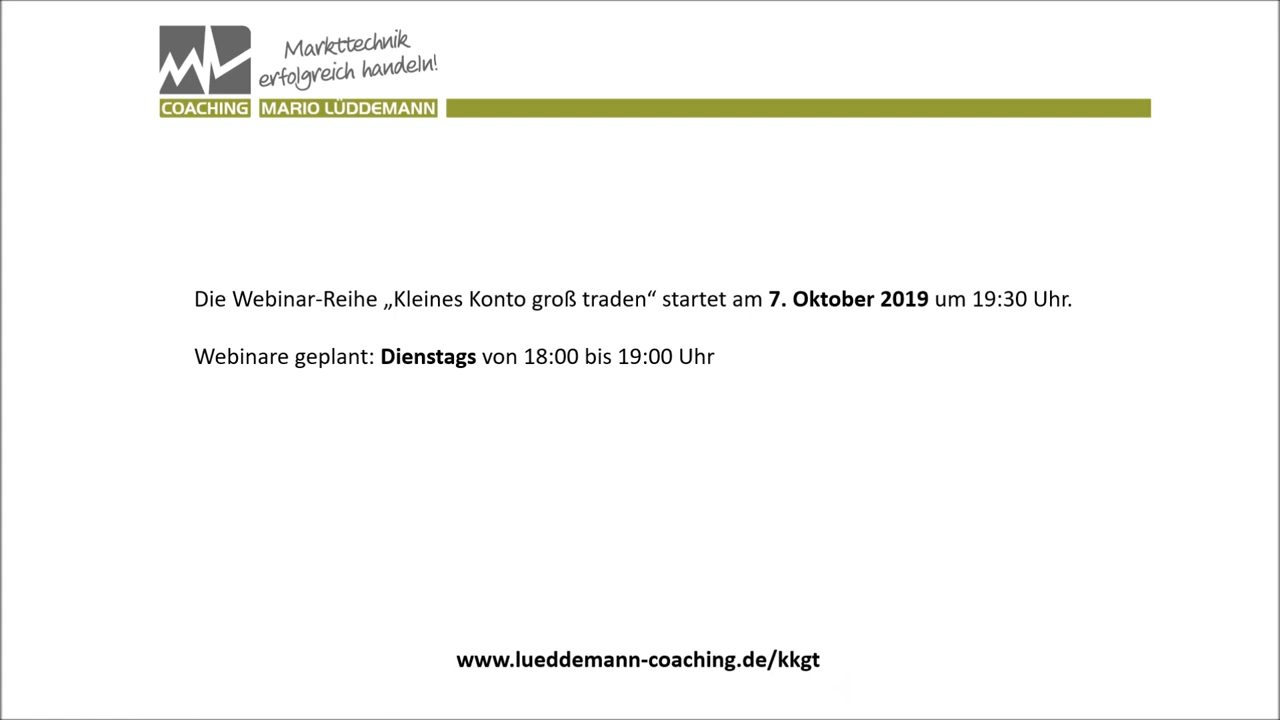 Markttechnik
erfolgreich handeln!
COACHING MARIO LÜDDEMANN
Die Webinar-Reihe „Kleines Konto groß traden“ startet am 7. Oktober 2019 um 19:30 Uhr.
Webinare geplant: Dienstags von 18:00 bis 19:00 Uhr
www.lueddemann-coaching.de/kkgt